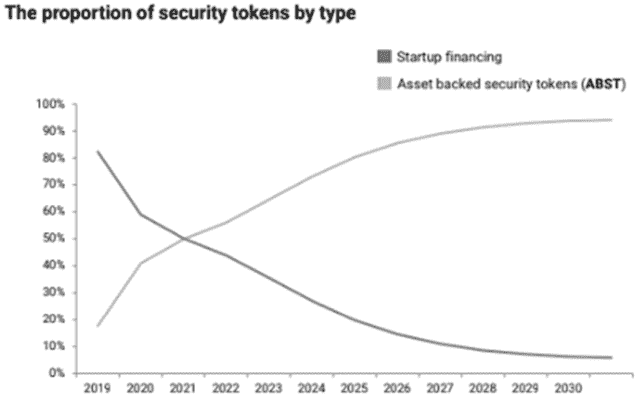 The proportion of security tokens by type
Startup financing
Asset backed security tokens (ABST)
100%
90%
80%
70%
60%
50%
40%
30%
20%
10%
0%
2019 2020 2021 2022 2023 2024 2025 2026 2027 2028 2029 2030